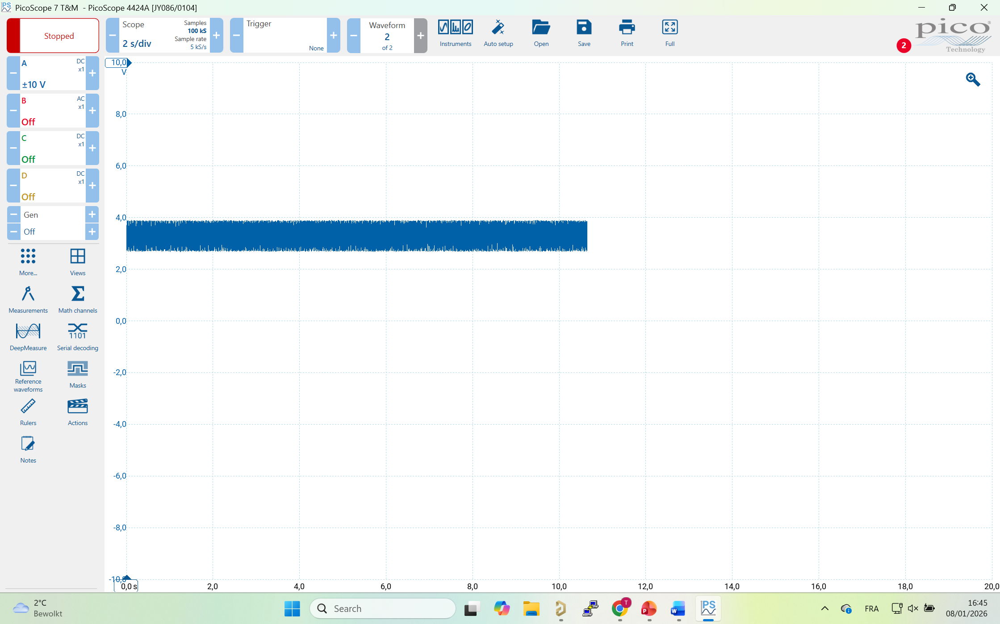 PicoScope 7 T&M - PicoScope 4424A [JY086/0104]
Stopped
Scope
2 s/div
Samples
100 kS
Sample rate
5 kS/s
Trigger
None
Waveform
2
of 2
Instruments
Auto setup
Open
Save
Print
Full
2
pico
Technology
A
DC
x1
±10 V
B
AC
x1
Off
C
DC
x1
Off
D
DC
x1
Off
Gen
Off
More...
Views
Measurements
Math channels
DeepMeasure
1101
Serial decoding
Reference
waveforms
Masks
Rulers
Actions
Notes
10,0
V
8,0
6,0
4,0
2,0
0,0
-2,0
-4,0
-6,0
-8,0
-10,0
0,0 s
2,0
4,0
6,0
8,0
10,0
12,0
14,0
16,0
18,0
20,0
2°C
Bewolkt
Search
T
P
W
PS
FRA
16:45
08/01/2026